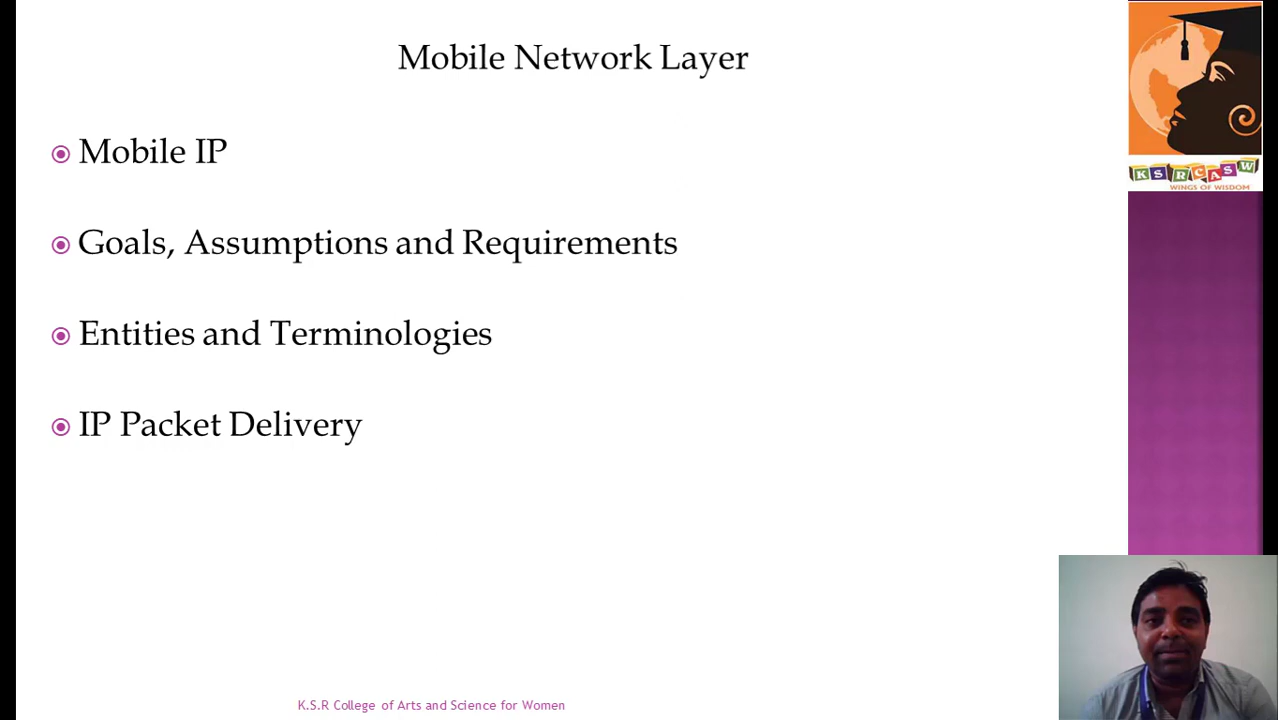 Mobile Network Layer
Mobile IP
Goals, Assumptions and Requirements
Entities and Terminologies
IP Packet Delivery
KSRCASW
WINGS OF WISDOM
K.S.R College of Arts and Science for Women